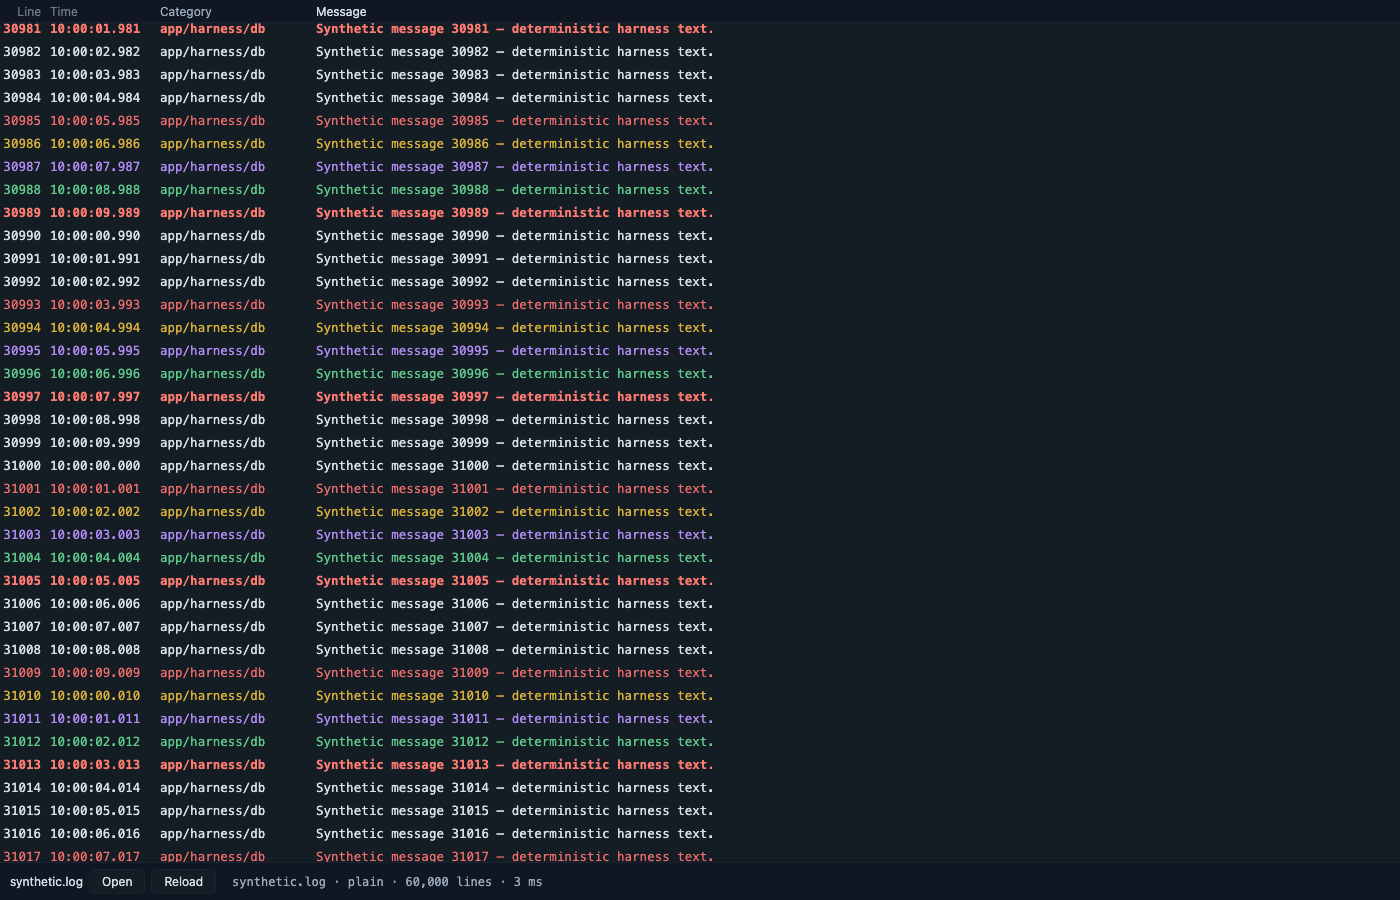 Line Time Category Message
30981 10:00:01.981 app/harness/db Synthetic message 30981 — deterministic harness text.
30982 10:00:02.982 app/harness/db Synthetic message 30982 — deterministic harness text.
30983 10:00:03.983 app/harness/db Synthetic message 30983 — deterministic harness text.
30984 10:00:04.984 app/harness/db Synthetic message 30984 — deterministic harness text.
30985 10:00:05.985 app/harness/db Synthetic message 30985 — deterministic harness text.
30986 10:00:06.986 app/harness/db Synthetic message 30986 — deterministic harness text.
30987 10:00:07.987 app/harness/db Synthetic message 30987 — deterministic harness text.
30988 10:00:08.988 app/harness/db Synthetic message 30988 — deterministic harness text.
30989 10:00:09.989 app/harness/db Synthetic message 30989 — deterministic harness text.
30990 10:00:00.990 app/harness/db Synthetic message 30990 — deterministic harness text.
30991 10:00:01.991 app/harness/db Synthetic message 30991 — deterministic harness text.
30992 10:00:02.992 app/harness/db Synthetic message 30992 — deterministic harness text.
30993 10:00:03.993 app/harness/db Synthetic message 30993 — deterministic harness text.
30994 10:00:04.994 app/harness/db Synthetic message 30994 — deterministic harness text.
30995 10:00:05.995 app/harness/db Synthetic message 30995 — deterministic harness text.
30996 10:00:06.996 app/harness/db Synthetic message 30996 — deterministic harness text.
30997 10:00:07.997 app/harness/db Synthetic message 30997 — deterministic harness text.
30998 10:00:08.998 app/harness/db Synthetic message 30998 — deterministic harness text.
30999 10:00:09.999 app/harness/db Synthetic message 30999 — deterministic harness text.
31000 10:00:00.000 app/harness/db Synthetic message 31000 — deterministic harness text.
31001 10:00:01.001 app/harness/db Synthetic message 31001 — deterministic harness text.
31002 10:00:02.002 app/harness/db Synthetic message 31002 — deterministic harness text.
31003 10:00:03.003 app/harness/db Synthetic message 31003 — deterministic harness text.
31004 10:00:04.004 app/harness/db Synthetic message 31004 — deterministic harness text.
31005 10:00:05.005 app/harness/db Synthetic message 31005 — deterministic harness text.
31006 10:00:06.006 app/harness/db Synthetic message 31006 — deterministic harness text.
31007 10:00:07.007 app/harness/db Synthetic message 31007 — deterministic harness text.
31008 10:00:08.008 app/harness/db Synthetic message 31008 — deterministic harness text.
31009 10:00:09.009 app/harness/db Synthetic message 31009 — deterministic harness text.
31010 10:00:00.010 app/harness/db Synthetic message 31010 — deterministic harness text.
31011 10:00:01.011 app/harness/db Synthetic message 31011 — deterministic harness text.
31012 10:00:02.012 app/harness/db Synthetic message 31012 — deterministic harness text.
31013 10:00:03.013 app/harness/db Synthetic message 31013 — deterministic harness text.
31014 10:00:04.014 app/harness/db Synthetic message 31014 — deterministic harness text.
31015 10:00:05.015 app/harness/db Synthetic message 31015 — deterministic harness text.
31016 10:00:06.016 app/harness/db Synthetic message 31016 — deterministic harness text.
31017 10:00:07.017 app/harness/db Synthetic message 31017 — deterministic harness text.
synthetic.log Open Reload synthetic.log · plain · 60,000 lines · 3 ms